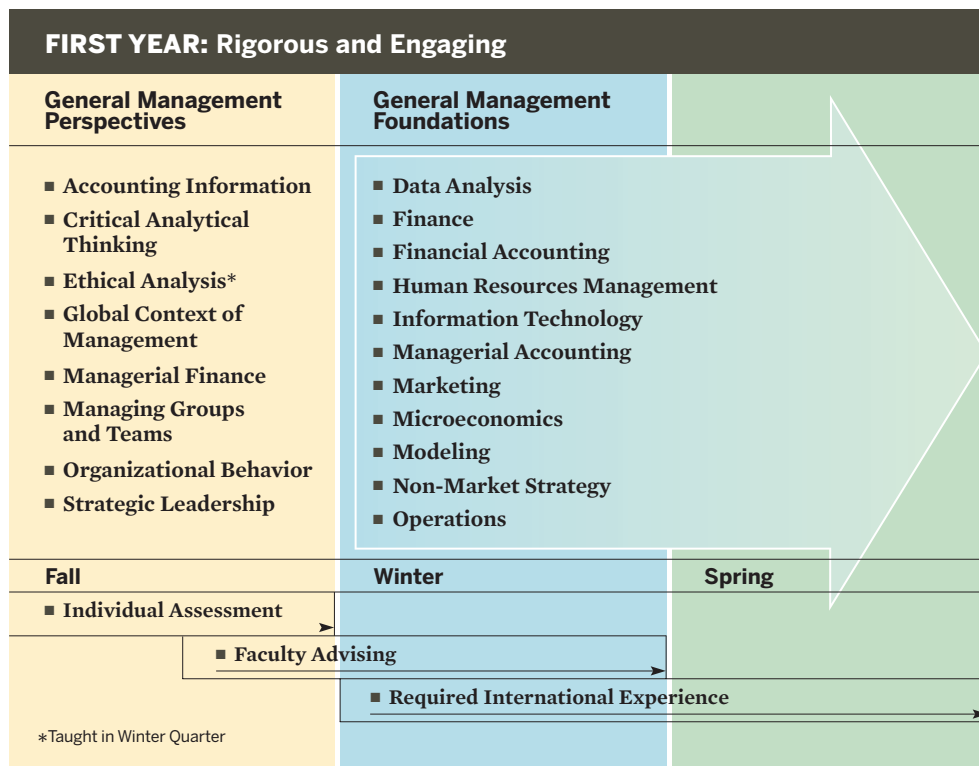 FIRST YEAR: Rigorous and Engaging
General Management
Perspectives
■ Accounting Information
■ Critical Analytical
Thinking
■ Ethical Analysis*
■ Global Context of
Management
■ Managerial Finance
■ Managing Groups
and Teams
■ Organizational Behavior
■ Strategic Leadership
General Management
Foundations
■ Data Analysis
■ Finance
■ Financial Accounting
■ Human Resources Management
■ Information Technology
■ Managerial Accounting
■ Marketing
■ Microeconomics
■ Modeling
■ Non-Market Strategy
■ Operations
Fall
Winter
Spring
■ Individual Assessment
■ Faculty Advising
■ Required International Experience
*Taught in Winter Quarter